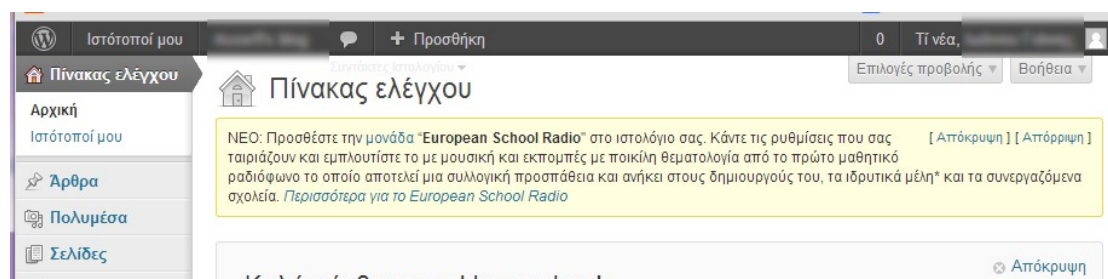 Ιστότοποί μου
Προσθήκη
0 Τί νέα,
Πίνακας ελέγχου
Συντάκτες Ιστολογίου
Επιλογές προβολής Βοήθεια
Πίνακας ελέγχου
Αρχική
Ιστότοποί μου
ΝΕΟ: Προσθέστε την μονάδα “European School Radio” στο ιστολόγιο σας. Κάντε τις ρυθμίσεις που σας
[ Απόκρυψη ] [ Απόρριψη ]
ταιριάζουν και εμπλουτίστε το με μουσική και εκπομπές με ποικίλη θεματολογία από το πρώτο μαθητικό
ραδιόφωνο το οποίο αποτελεί μια συλλογική προσπάθεια και ανήκει στους δημιουργούς του, τα ιδρυτικά μέλη* και τα συνεργαζόμενα
σχολεία. Περισσότερα για το European School Radio
Άρθρα
Πολυμέσα
Σελίδες
Απόκρυψη